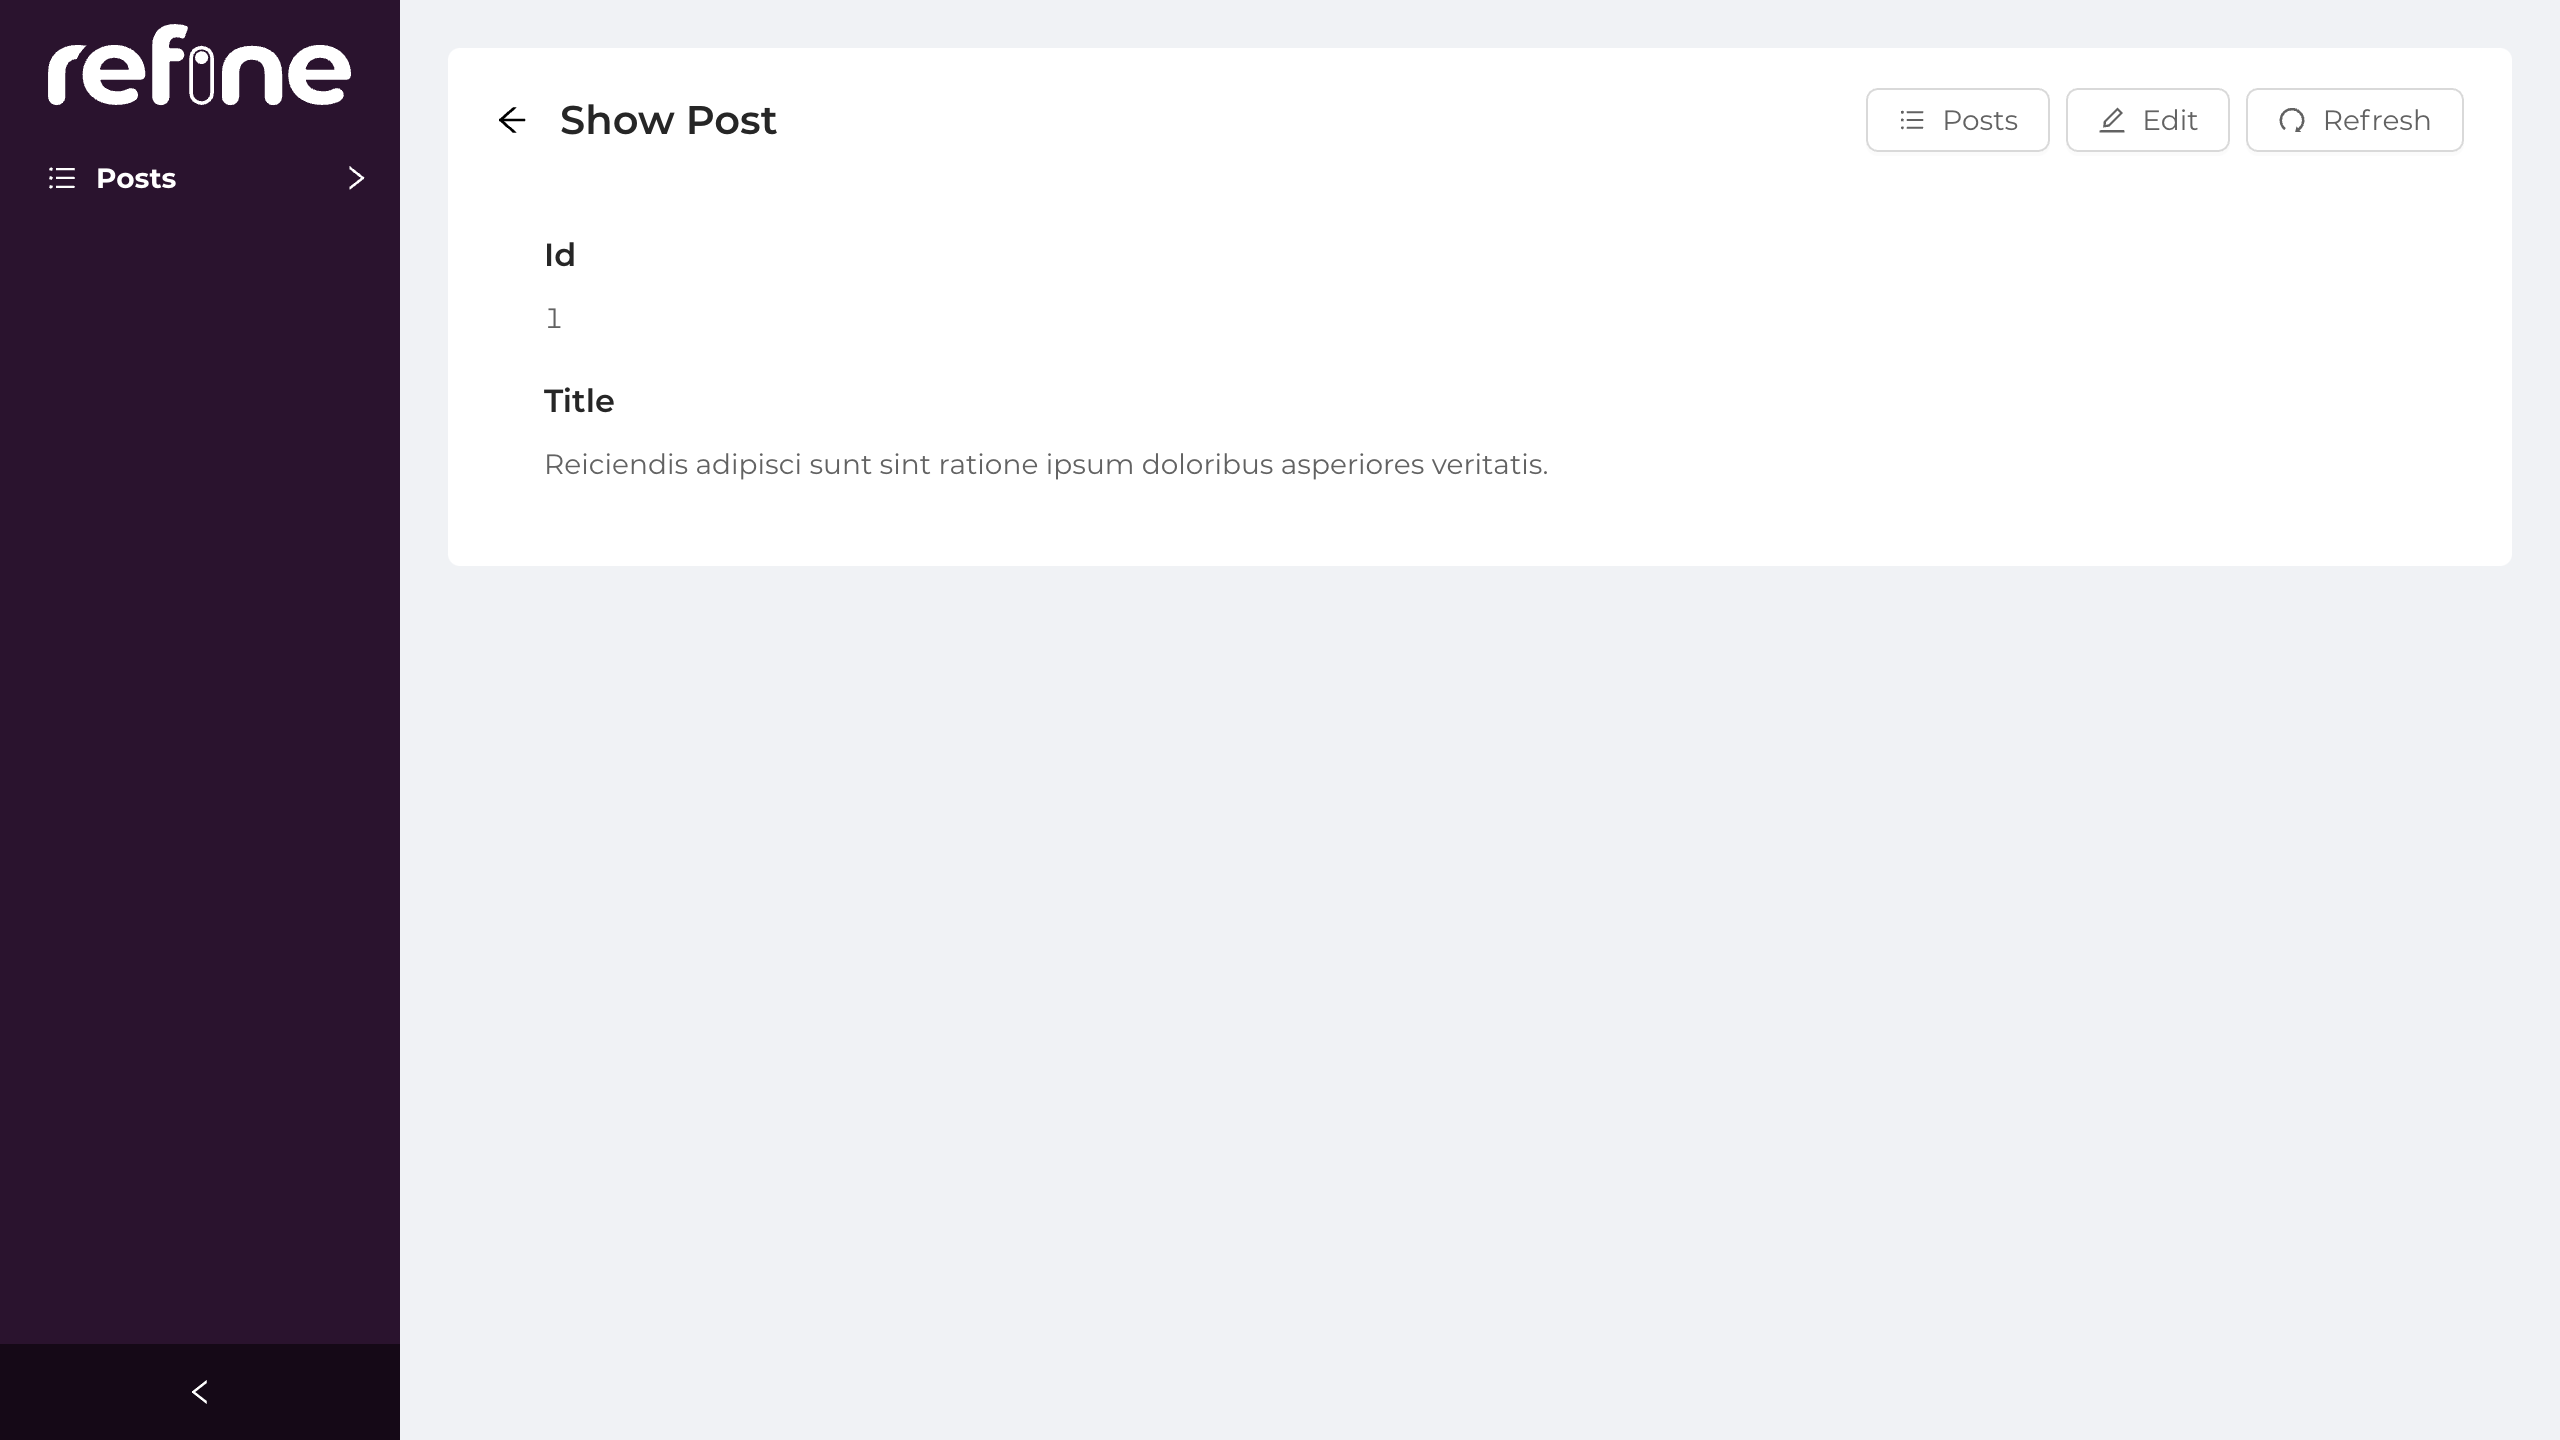 refine
Posts
Show Post
Posts
Edit
Refresh
Id
1
Title
Reiciendis adipisci sunt sint ratione ipsum doloribus asperiores veritatis.